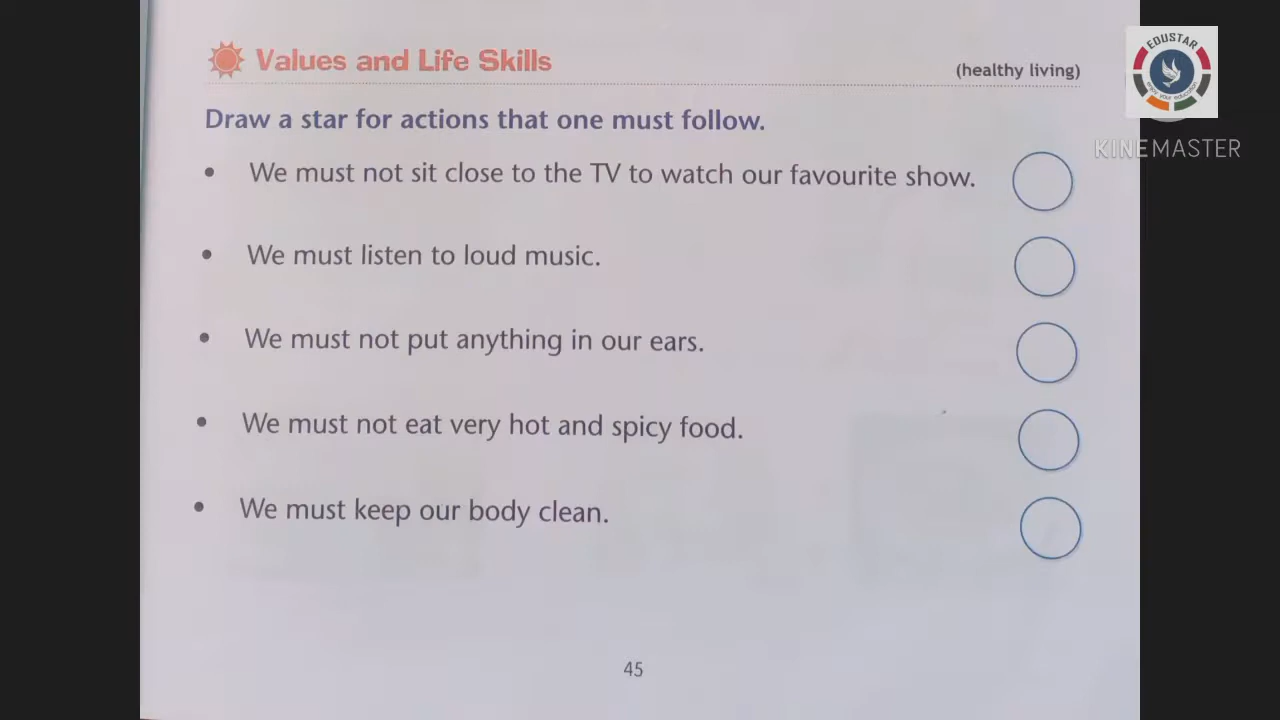 Values and Life Skills
(healthy living)
Draw a star for actions that one must follow.
• We must not sit close to the TV to watch our favourite show.
• We must listen to loud music.
• We must not put anything in our ears.
• We must not eat very hot and spicy food.
• We must keep our body clean.
45
EDUSTAR
enjoy your education
KINEMASTER